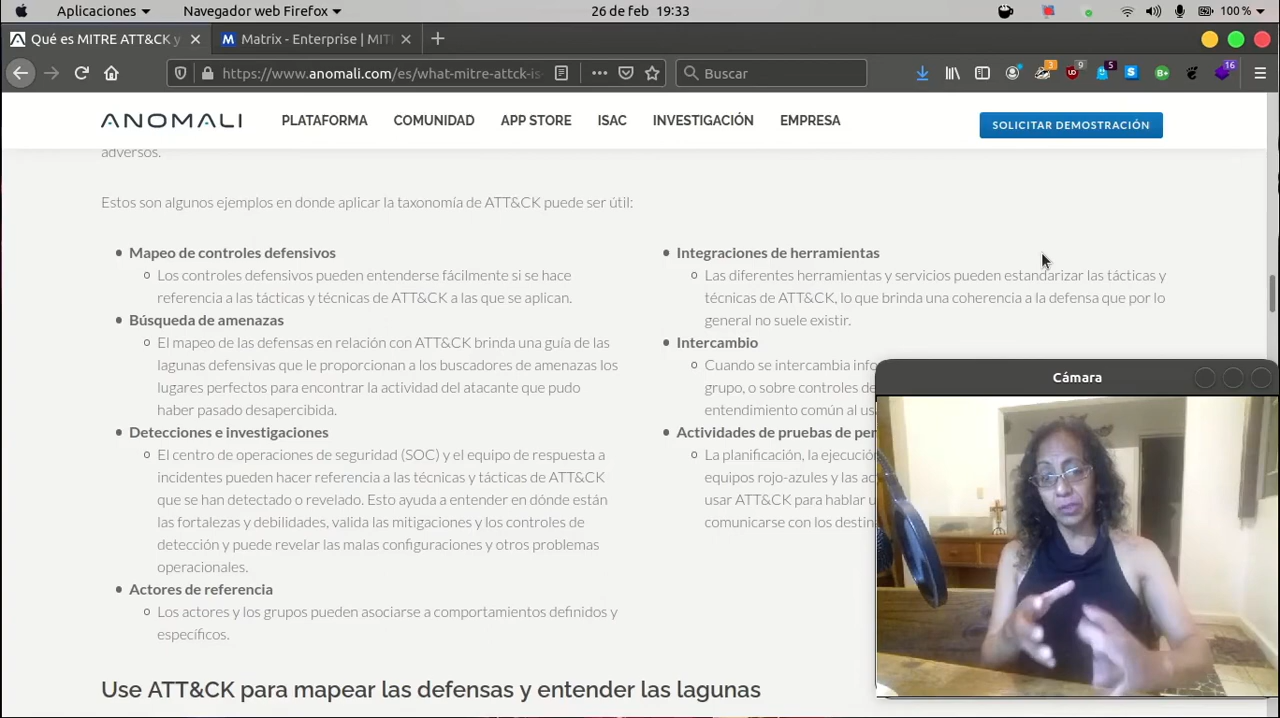 Aplicaciones
Navegador web Firefox
26 de feb 19:33
100 %
Qué es MITRE ATT&CK y
Matrix - Enterprise | MIT
https://www.anomali.com/es/what-mitre-attck-is-
Buscar
3
9
5
16
ANOMALI
PLATAFORMA
COMUNIDAD
APP STORE
ISAC
INVESTIGACIÓN
EMPRESA
SOLICITAR DEMOSTRACIÓN
adversos.
Estos son algunos ejemplos en donde aplicar la taxonomía de ATT&CK puede ser útil:
Mapeo de controles defensivos
Los controles defensivos pueden entenderse fácilmente si se hace
referencia a las tácticas y técnicas de ATT&CK a las que se aplican.
Búsqueda de amenazas
El mapeo de las defensas en relación con ATT&CK brinda una guía de las
lagunas defensivas que le proporcionan a los buscadores de amenazas los
lugares perfectos para encontrar la actividad del atacante que pudo
haber pasado desapercibida.
Detecciones e investigaciones
El centro de operaciones de seguridad (SOC) y el equipo de respuesta a
incidentes pueden hacer referencia a las técnicas y tácticas de ATT&CK
que se han detectado o revelado. Esto ayuda a entender en dónde están
las fortalezas y debilidades, valida las mitigaciones y los controles de
detección y puede revelar las malas configuraciones y otros problemas
operacionales.
Actores de referencia
Los actores y los grupos pueden asociarse a comportamientos definidos y
específicos.
Integraciones de herramientas
Las diferentes herramientas y servicios pueden estandarizar las tácticas y
técnicas de ATT&CK, lo que brinda una coherencia a la defensa que por lo
general no suele existir.
Intercambio
Cuando se intercambia info
grupo, o sobre controles de
entendimiento común al us
Actividades de pruebas de pe
La planificación, la ejecució
equipos rojo-azules y las ac
usar ATT&CK para hablar u
comunicarse con los destin
Use ATT&CK para mapear las defensas y entender las lagunas
Cámara